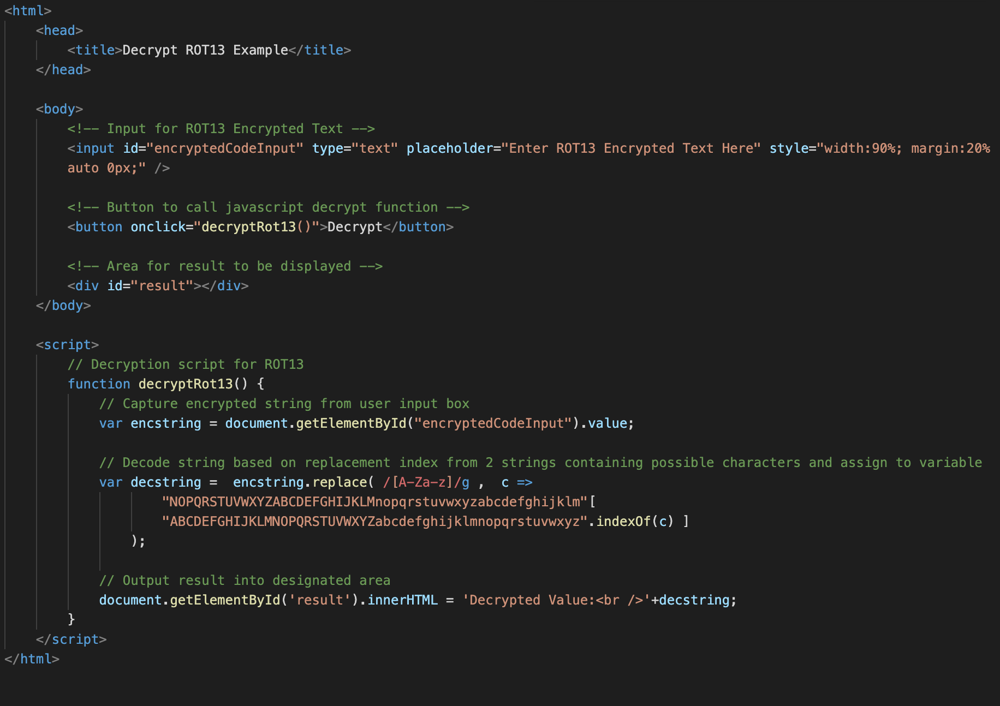 <html>
    <head>
        <title>Decrypt ROT13 Example</title>
    </head>

    <body>
        <!-- Input for ROT13 Encrypted Text -->
        <input id="encryptedCodeInput" type="text" placeholder="Enter ROT13 Encrypted Text Here" style="width:90%; margin:20%
        auto 0px;" />

        <!-- Button to call javascript decrypt function -->
        <button onclick="decryptRot13()">Decrypt</button>

        <!-- Area for result to be displayed -->
        <div id="result"></div>
    </body>

    <script>
        // Decryption script for ROT13
        function decryptRot13() {
            // Capture encrypted string from user input box
            var encstring = document.getElementById("encryptedCodeInput").value;

            // Decode string based on replacement index from 2 strings containing possible characters and assign to variable
            var decstring =  encstring.replace( /[A-Za-z]/g ,  c =>
                    "NOPQRSTUVWXYZABCDEFGHIJKLMnopqrstuvwxyzabcdefghijklm"[
                    "ABCDEFGHIJKLMNOPQRSTUVWXYZabcdefghijklmnopqrstuvwxyz".indexOf(c) ]
                );

            // Output result into designated area
            document.getElementById('result').innerHTML = 'Decrypted Value:<br />'+decstring;
        }
    </script>
</html>